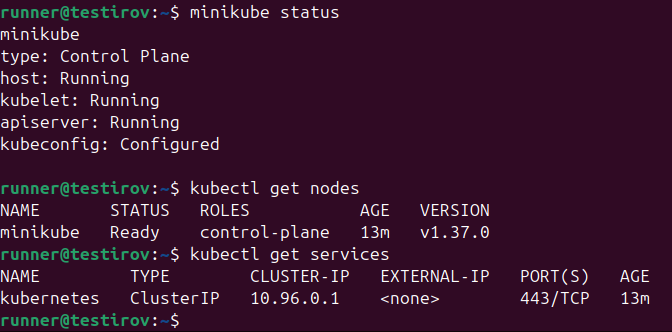 runner@testirov:~$ minikube status
minikube
type: Control Plane
host: Running
kubelet: Running
apiserver: Running
kubeconfig: Configured
runner@testirov:~$ kubectl get nodes
NAME       STATUS   ROLES           AGE   VERSION
minikube   Ready    control-plane   13m   v1.37.0
runner@testirov:~$ kubectl get services
NAME         TYPE        CLUSTER-IP   EXTERNAL-IP   PORT(S)   AGE
kubernetes   ClusterIP   10.96.0.1    <none>        443/TCP   13m
runner@testirov:~$